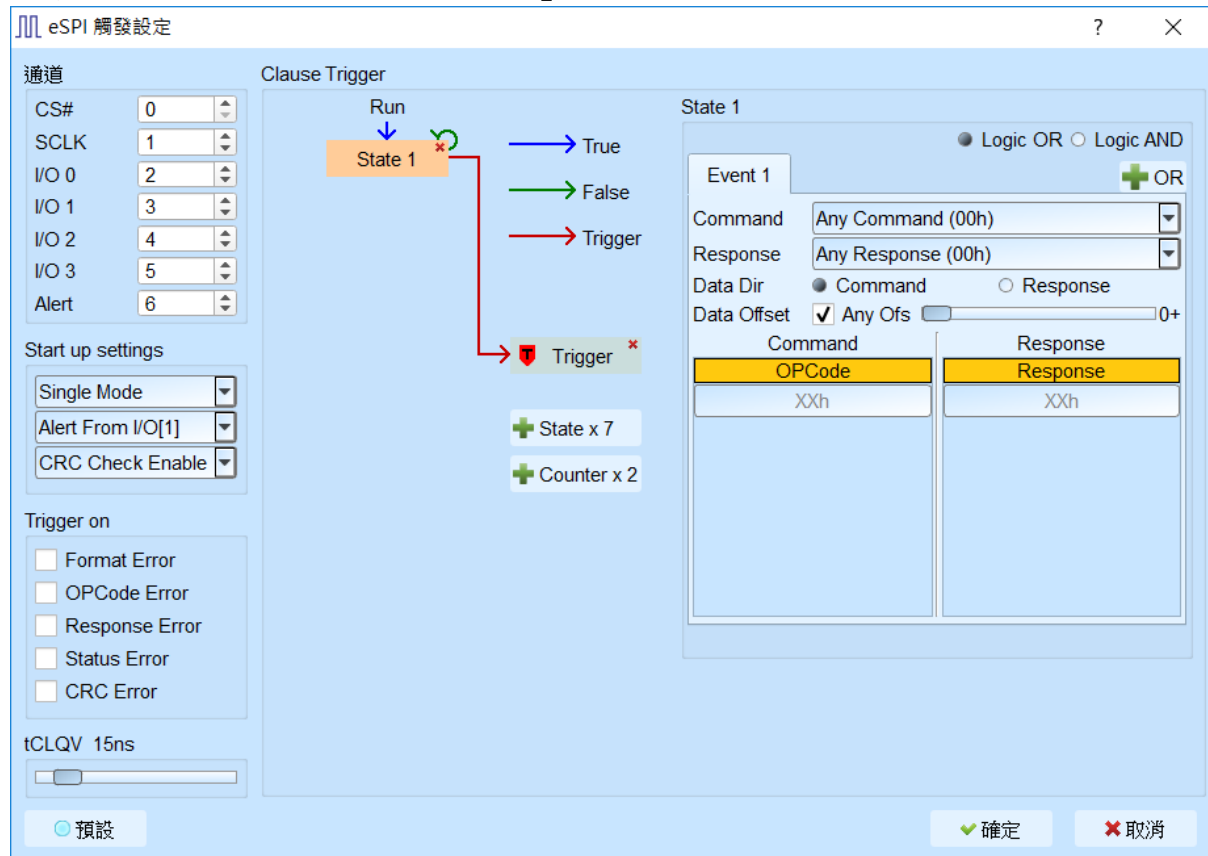 eSPI 觸發設定 ?
通道
CS# 0
SCLK 1
I/O 0 2
I/O 1 3
I/O 2 4
I/O 3 5
Alert 6
Start up settings
Single Mode
Alert From I/O[1]
CRC Check Enable
Trigger on
Format Error
OPCode Error
Response Error
Status Error
CRC Error
tCLQV 15ns
預設
Clause Trigger
Run
State 1
True
False
Trigger
T Trigger
State x 7
Counter x 2
State 1
Logic OR Logic AND
Event 1 OR
Command Any Command (00h)
Response Any Response (00h)
Data Dir Command Response
Data Offset Any Ofs 0+
Command Response
OPCode Response
XXh XXh
確定 取消